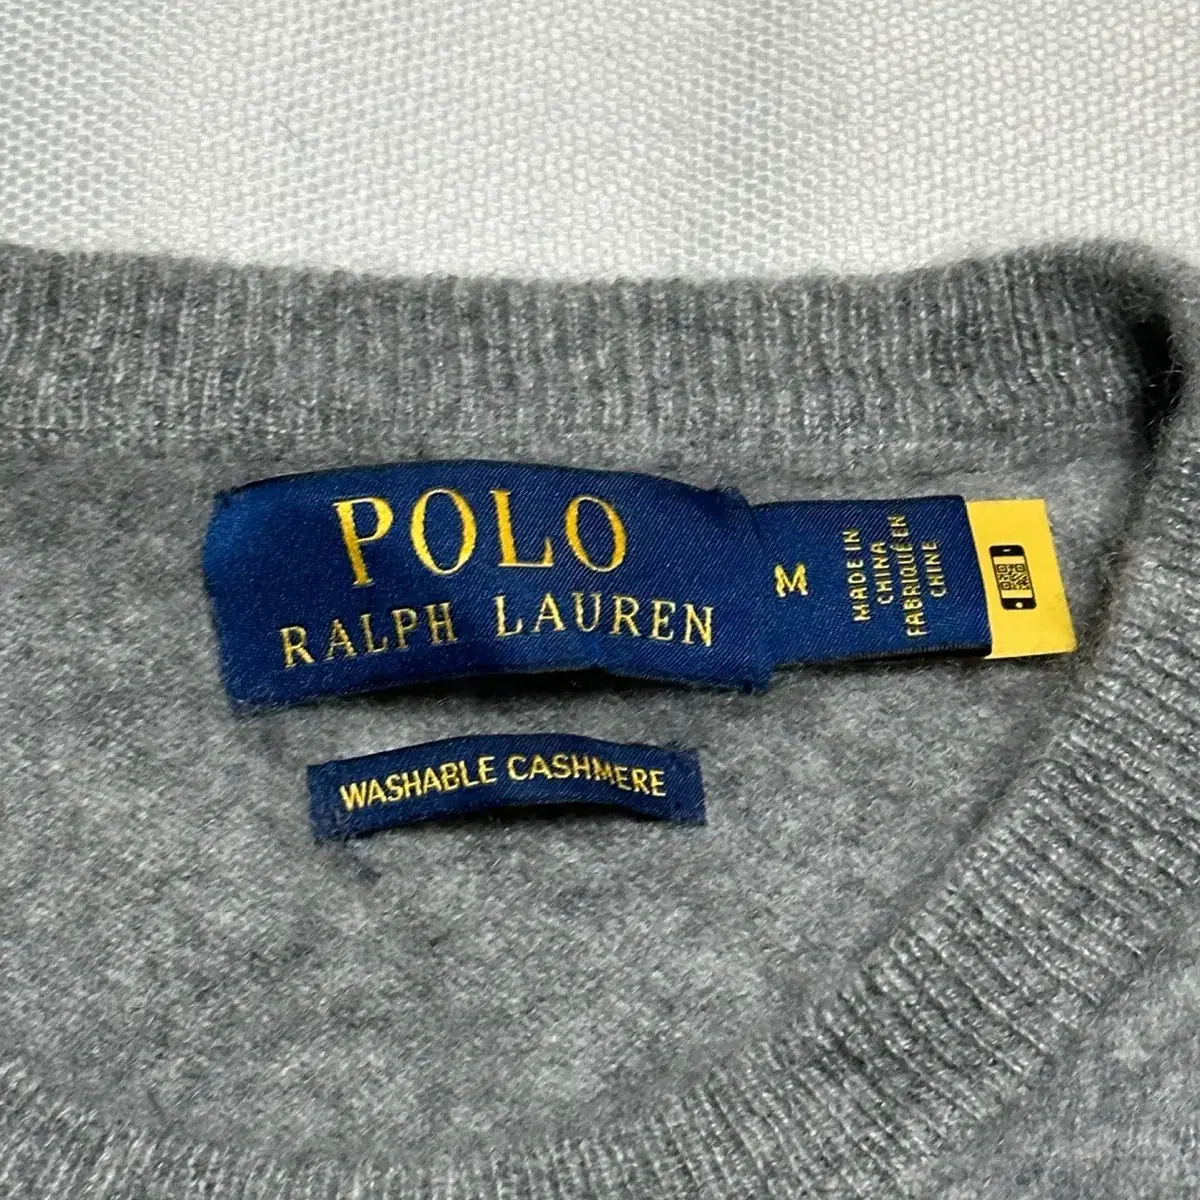 POLO
RALPH LAUREN
M
MADE IN
CHINA
FABRIQUÉ EN
CHINE
WASHABLE CASHMERE